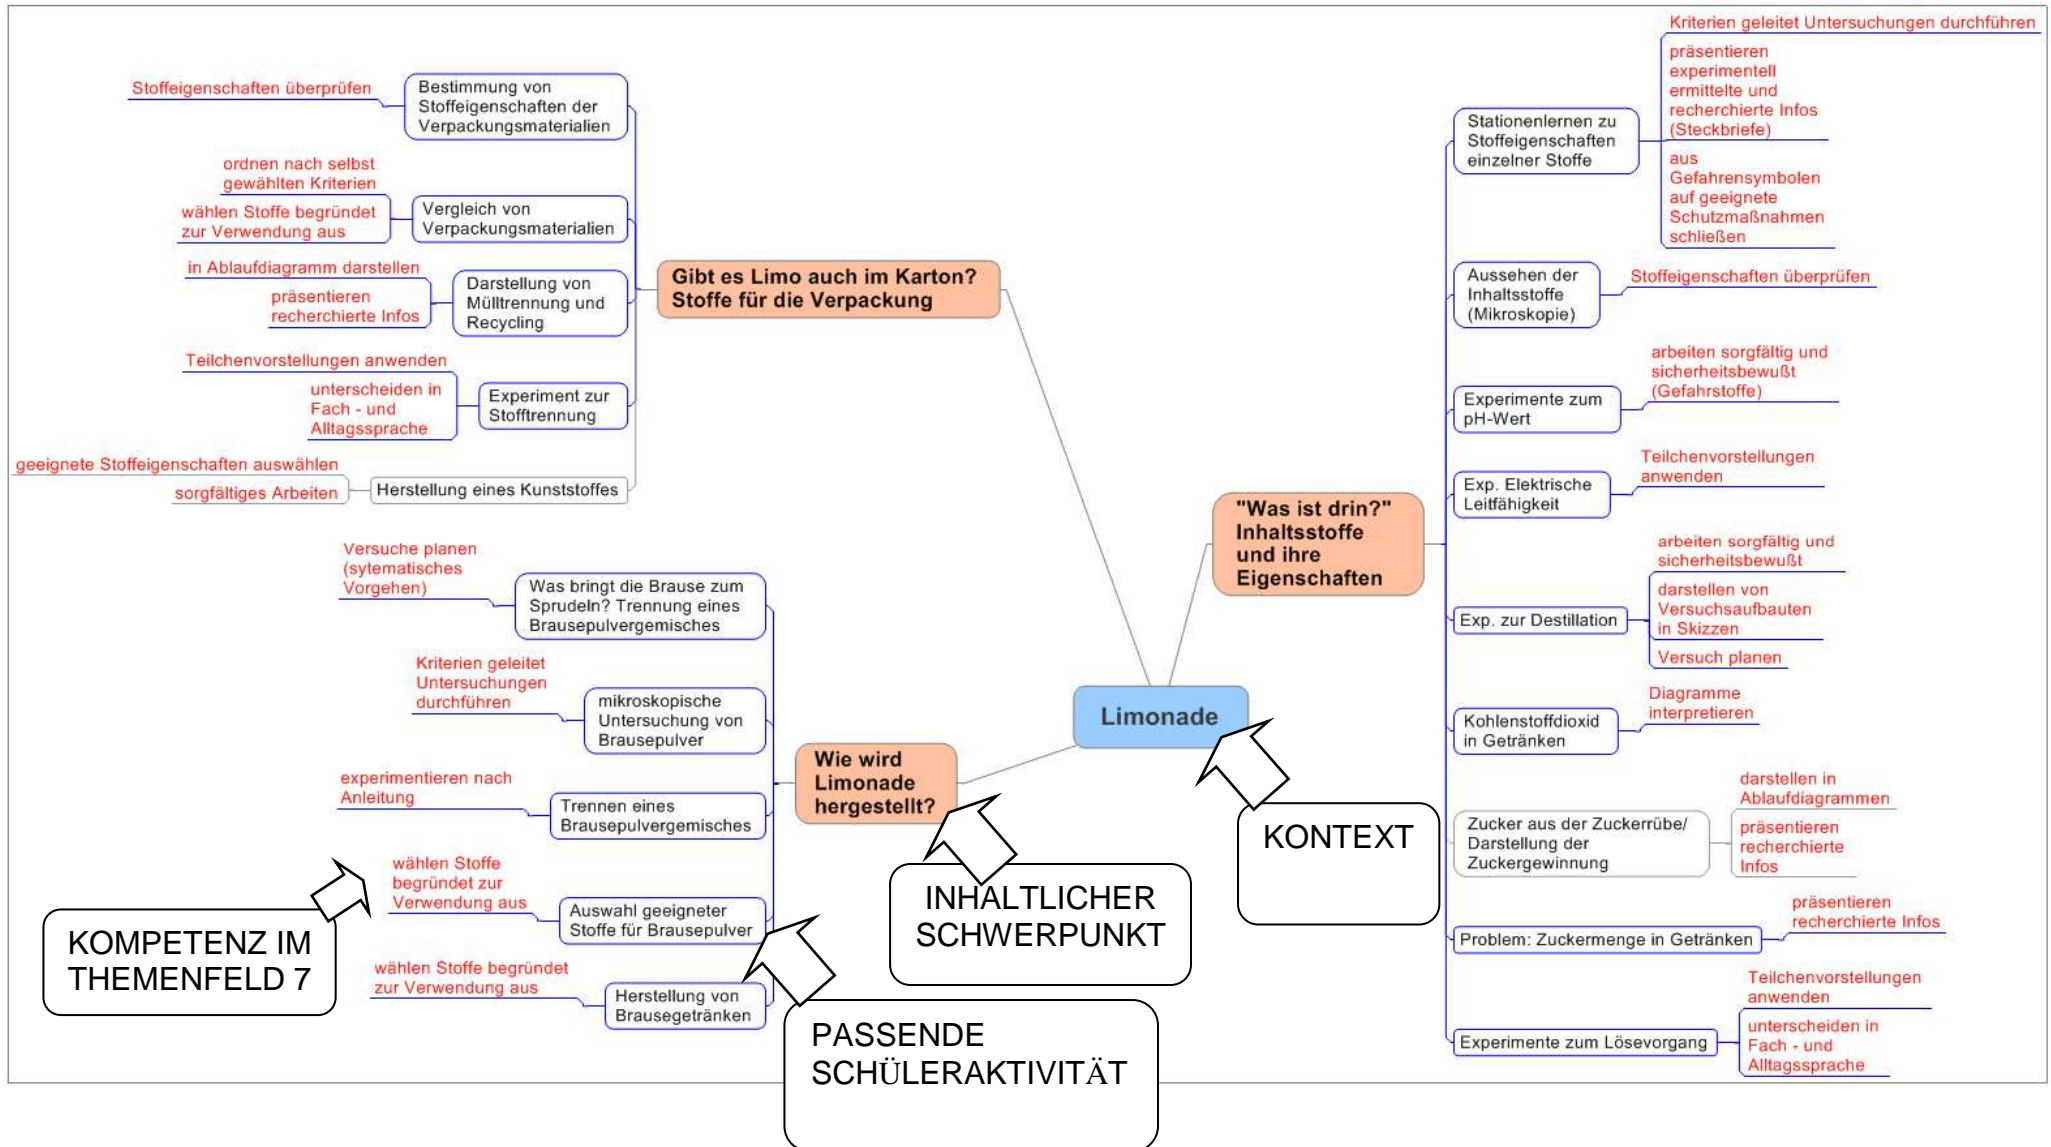 Stoffeigenschaften überprüfen
Bestimmung von
Stoffeigenschaften der
Verpackungsmaterialien
ordnen nach selbst
gewählten Kriterien
wählen Stoffe begründet
zur Verwendung aus
Vergleich von
Verpackungsmaterialien
in Ablaufdiagramm darstellen
präsentieren
recherchierte Infos
Darstellung von
Mülltrennung und
Recycling
Teilchenvorstellungen anwenden
unterscheiden in
Fach - und
Alltagssprache
Experiment zur
Stofftrennung
geeignete Stoffeigenschaften auswählen
sorgfältiges Arbeiten
Herstellung eines Kunststoffes
Gibt es Limo auch im Karton?
Stoffe für die Verpackung
Versuche planen
(sytematisches
Vorgehen)
Was bringt die Brause zum
Sprudeln? Trennung eines
Brausepulvergemisches
Kriterien geleitet
Untersuchungen
durchführen
mikroskopische
Untersuchung von
Brausepulver
experimentieren nach
Anleitung
Trennen eines
Brausepulvergemisches
wählen Stoffe
begründet zur
Verwendung aus
Auswahl geeigneter
Stoffe für Brausepulver
wählen Stoffe begründet
zur Verwendung aus
Herstellung von
Brausegetränken
Wie wird
Limonade
hergestellt?
Limonade
"Was ist drin?"
Inhaltsstoffe
und ihre
Eigenschaften
Stationenlernen zu
Stoffeigenschaften
einzelner Stoffe
Kriterien geleitet Untersuchungen durchführen
präsentieren
experimentell
ermittelte und
recherchierte Infos
(Steckbriefe)
aus
Gefahrensymbolen
auf geeignete
Schutzmaßnahmen
schließen
Aussehen der
Inhaltsstoffe
(Mikroskopie)
Stoffeigenschaften überprüfen
Experimente zum
pH-Wert
arbeiten sorgfältig und
sicherheitsbewußt
(Gefahrstoffe)
Exp. Elektrische
Leitfähigkeit
Teilchenvorstellungen
anwenden
Exp. zur Destillation
arbeiten sorgfältig und
sicherheitsbewußt
darstellen von
Versuchsaufbauten
in Skizzen
Versuch planen
Kohlenstoffdioxid
in Getränken
Diagramme
interpretieren
Zucker aus der Zuckerrübe/
Darstellung der
Zuckergewinnung
darstellen in
Ablaufdiagrammen
präsentieren
recherchierte
Infos
Problem: Zuckermenge in Getränken
präsentieren
recherchierte Infos
Experimente zum Lösevorgang
Teilchenvorstellungen
anwenden
unterscheiden in
Fach - und
Alltagssprache
KONTEXT
INHALTLICHER
SCHWERPUNKT
KOMPETENZ IM
THEMENFELD 7
PASSENDE
SCHÜLERAKTIVITÄT